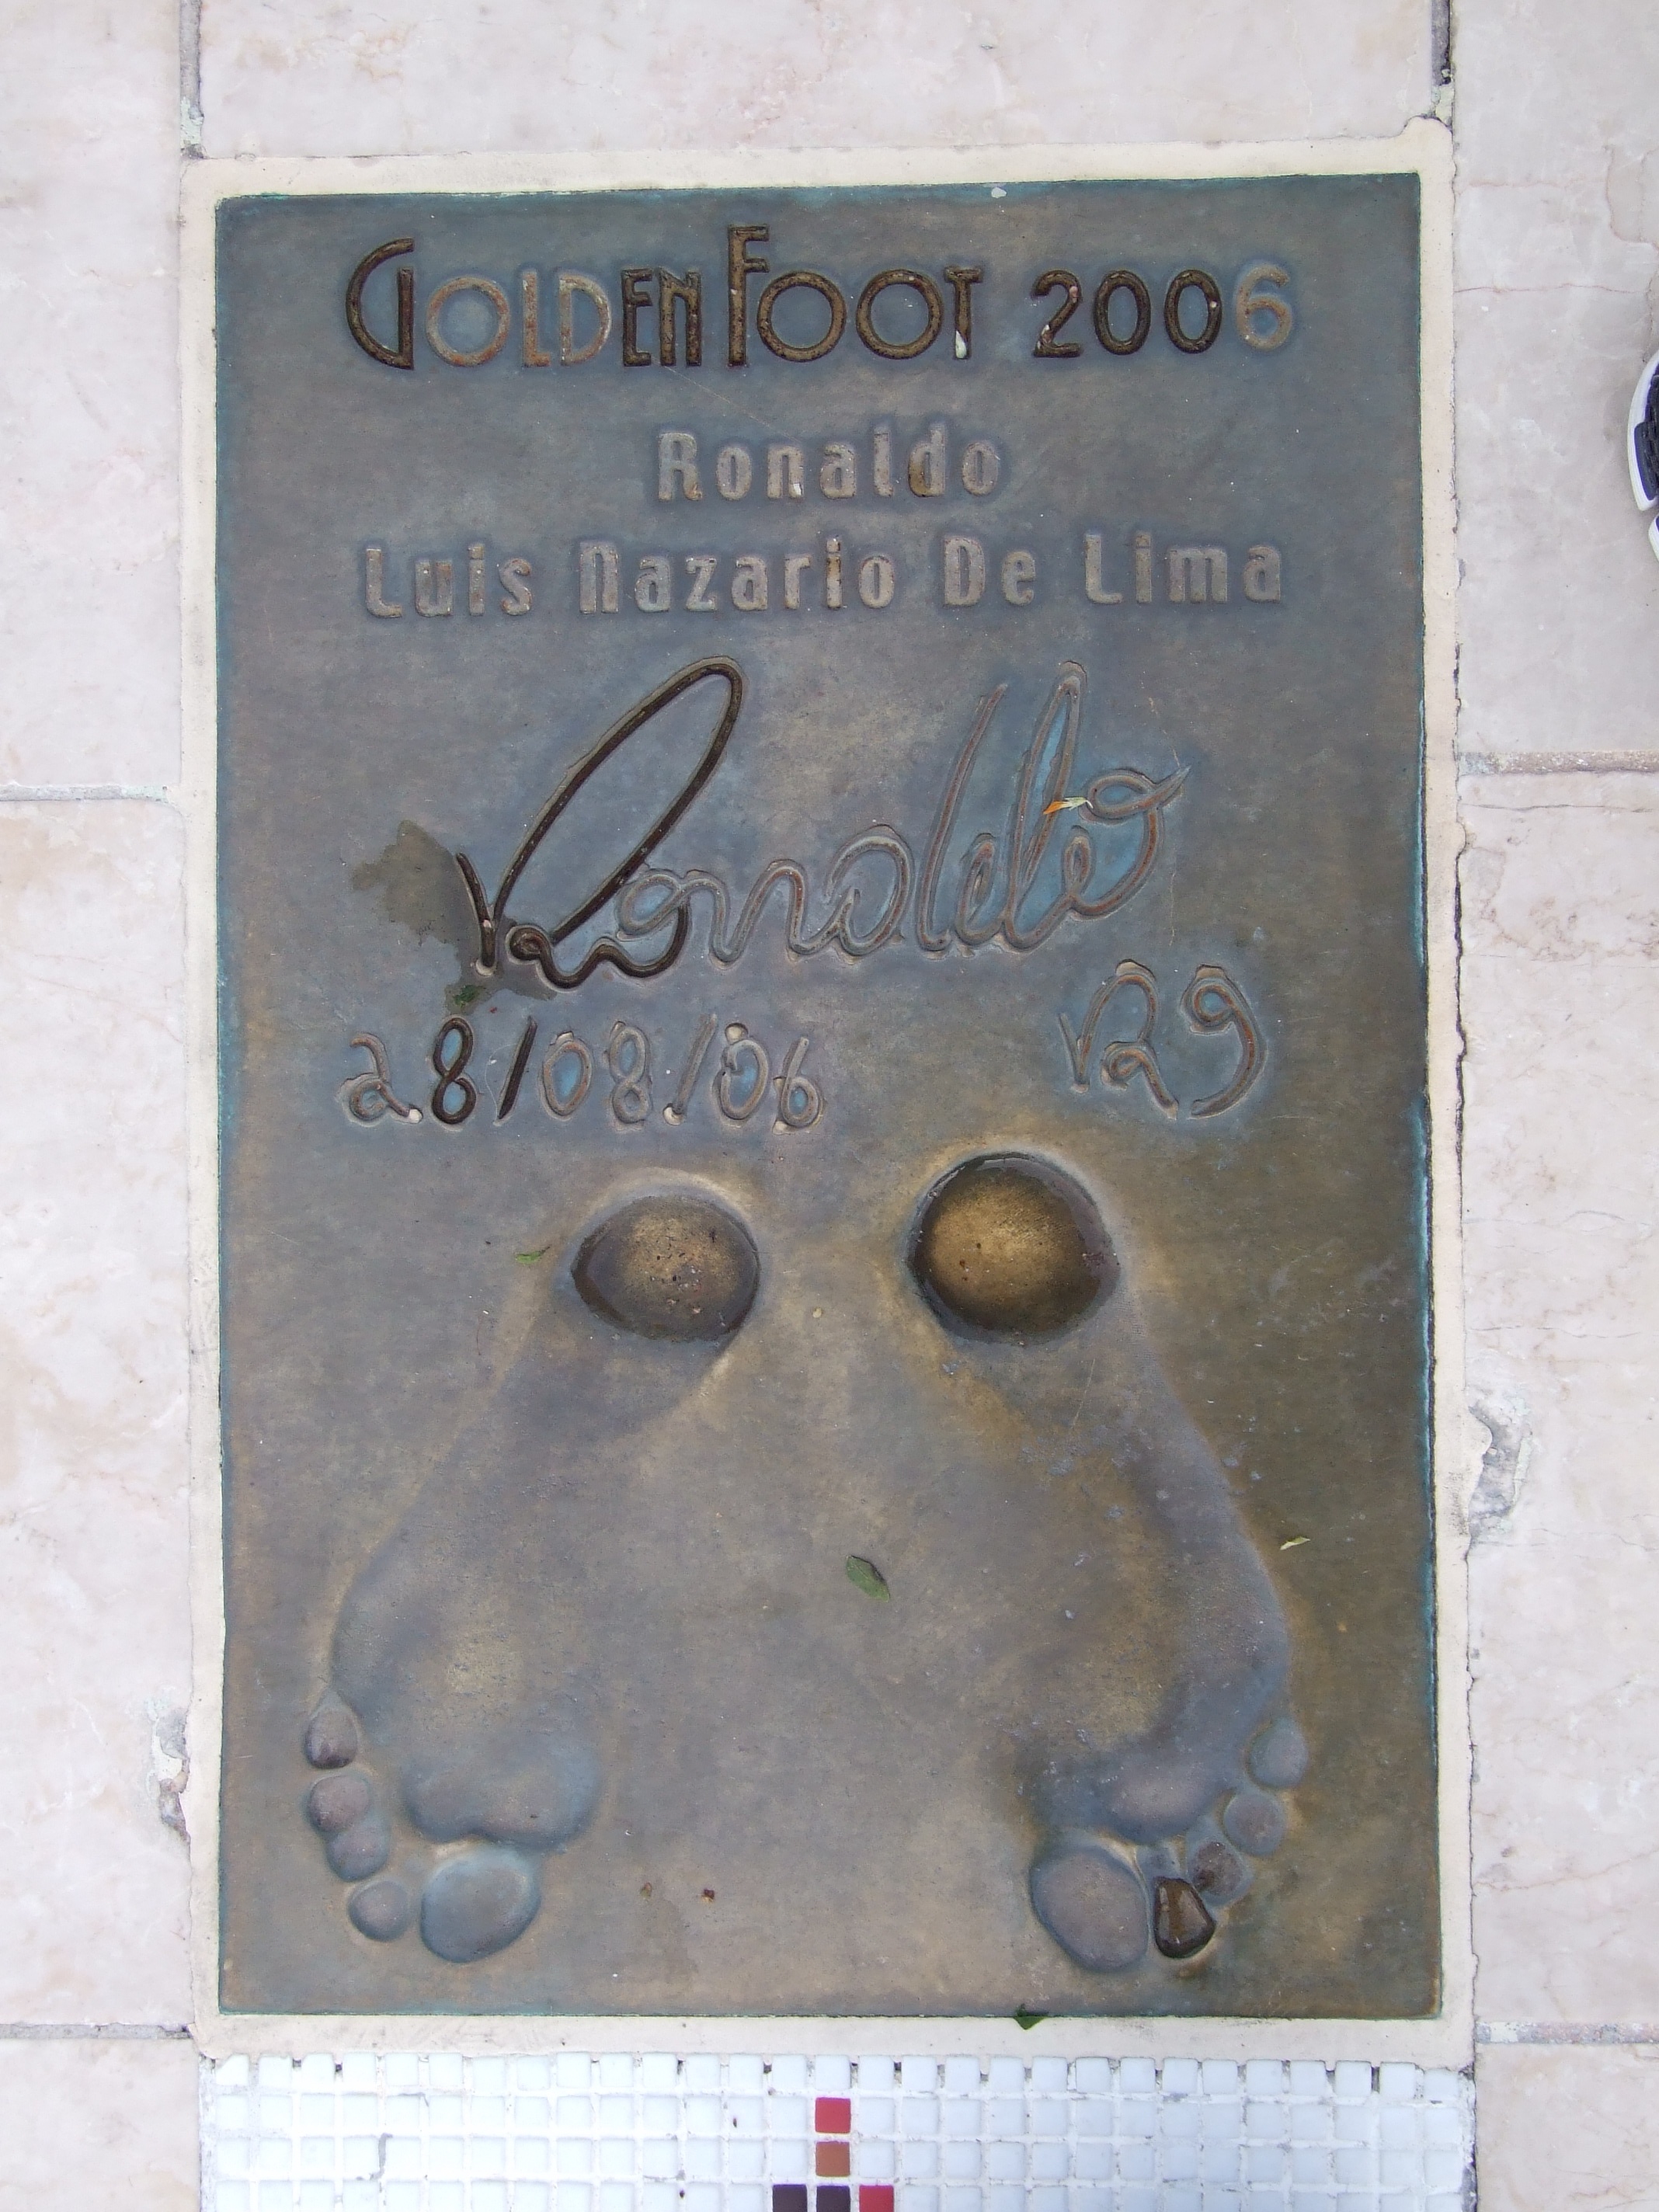 Golden Foot 2006
Ronaldo
Luis Nazario De Lima
Ronaldo
R9
28/08/06